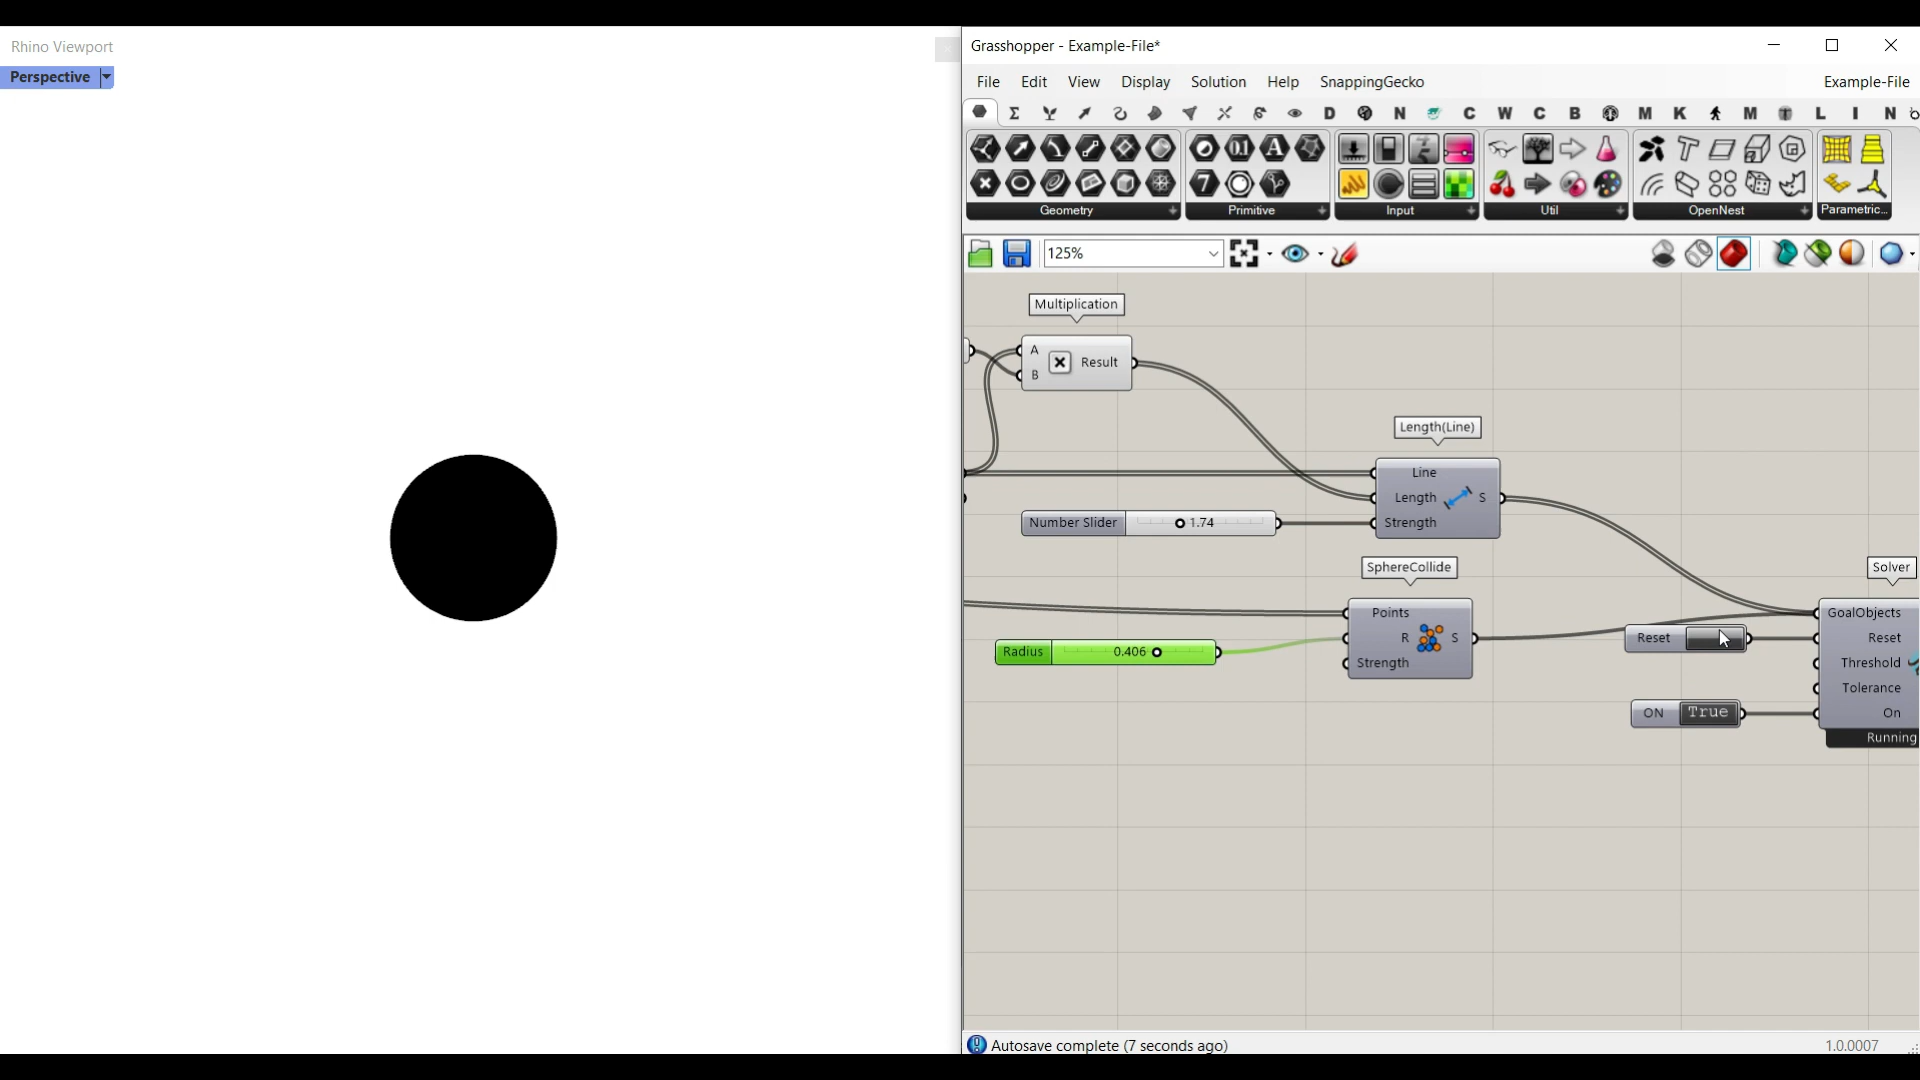 Rhino Viewport
Perspective
Grasshopper - Example-File*
File Edit View Display Solution Help SnappingGecko Example-File
D N C W C B M K M L I N
Geometry Primitive Input Util OpenNest Parametric...
125%
Multiplication
A
B
Result
Length(Line)
Line
Length S
Strength
Number Slider 1.74
SphereCollide
Points
R S
Strength
Radius 0.406
Solver
GoalObjects
Reset
Threshold
Tolerance
On
Running
Reset
ON True
Autosave complete (7 seconds ago)
1.0.0007